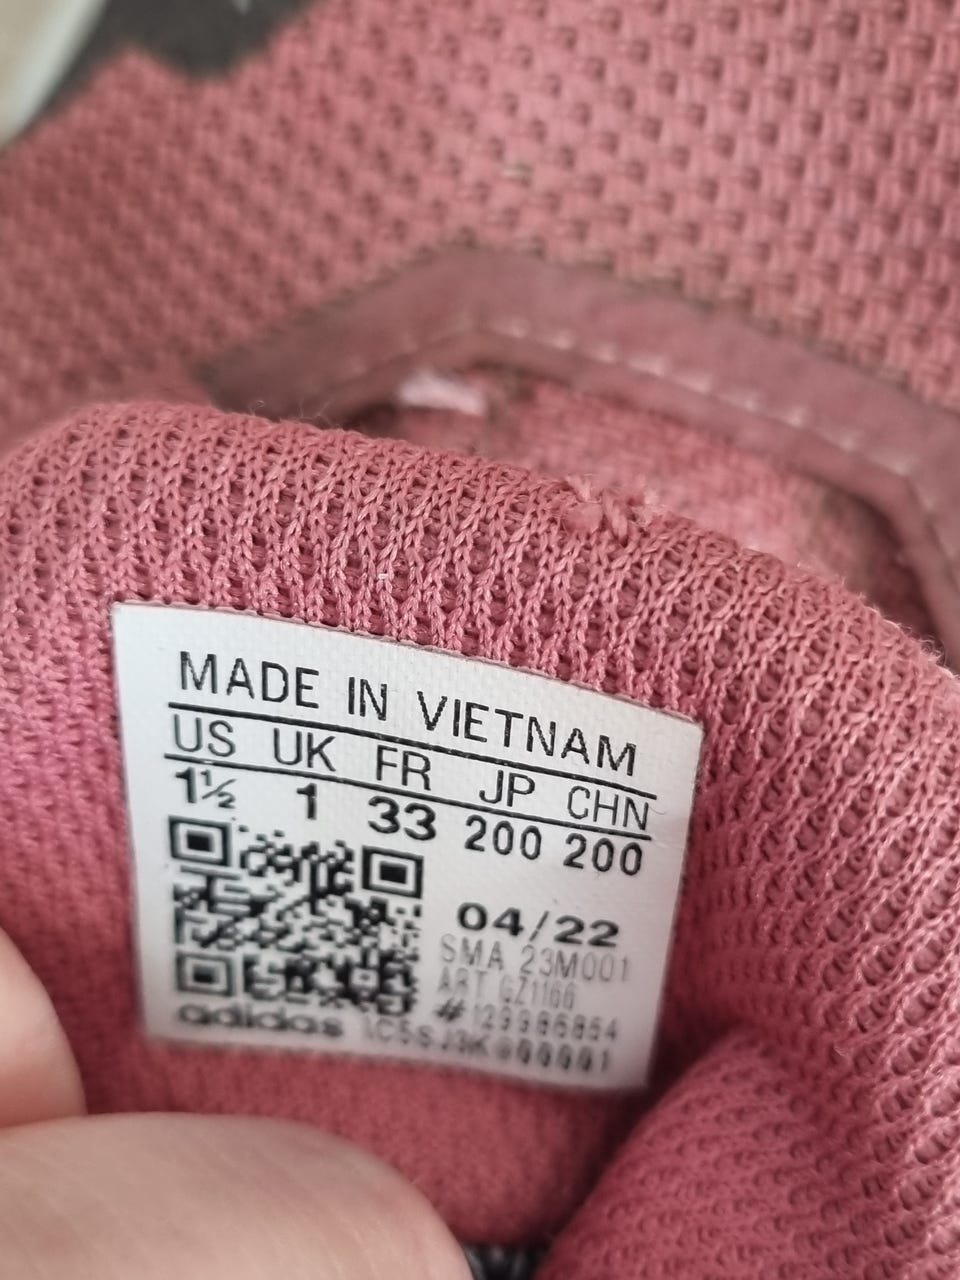 MADE IN VIETNAM
US UK FR JP CHN
1½ 1 33 200 200
04/22
SMA 23M001
ART GZ1166
# 129986854
adidas